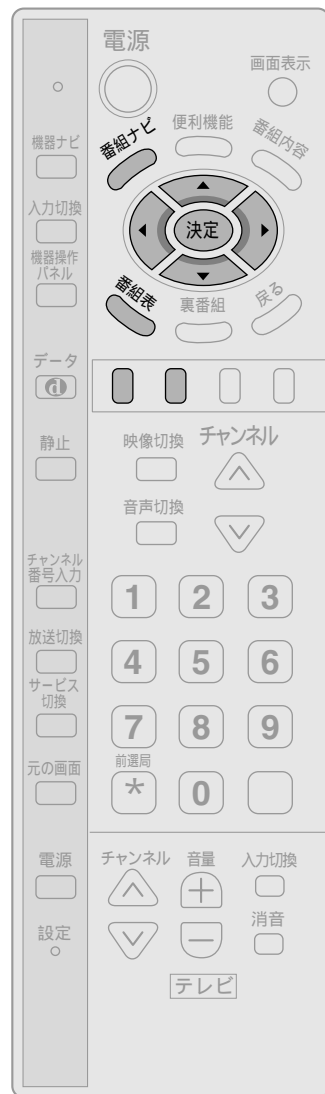 電源
画面表示
機器ナビ
番組ナビ
便利機能
番組内容
入力切換
決定
機器操作
パネル
番組表
裏番組
戻る
データ
d
静止
映像切換
チャンネル
音声切換
チャンネル
番号入力
1 2 3
放送切換
4 5 6
サービス
切換
7 8 9
元の画面
前選局
* 0
電源
チャンネル 音量 入力切換
設定
消音
テレビ